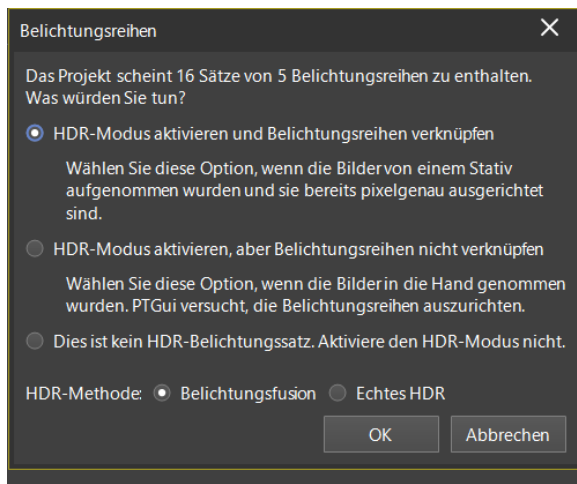 Belichtungsreihen
Das Projekt scheint 16 Sätze von 5 Belichtungsreihen zu enthalten.
Was würden Sie tun?
HDR-Modus aktivieren und Belichtungsreihen verknüpfen
Wählen Sie diese Option, wenn die Bilder von einem Stativ
aufgenommen wurden und sie bereits pixelgenau ausgerichtet
sind.
HDR-Modus aktivieren, aber Belichtungsreihen nicht verknüpfen
Wählen Sie diese Option, wenn die Bilder in die Hand genommen
wurden. PTGui versucht, die Belichtungsreihen auszurichten.
Dies ist kein HDR-Belichtungssatz. Aktiviere den HDR-Modus nicht.
HDR-Methode: Belichtungsfusion Echtes HDR
OK Abbrechen